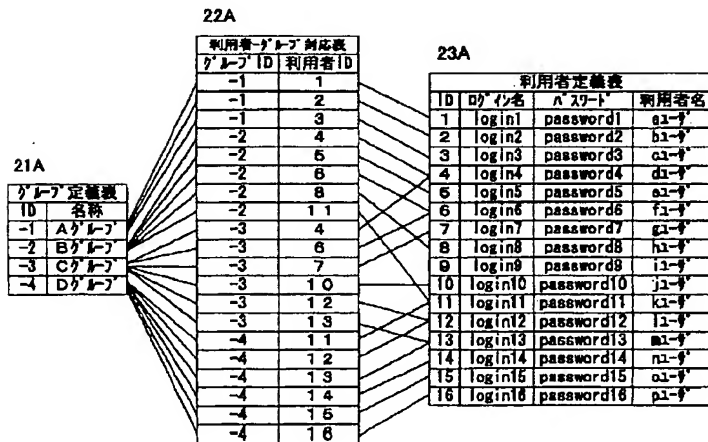 22A
利用者-グループ対応表
グループID 利用者ID
-1 1
-1 2
-1 3
-2 4
-2 5
-2 6
-2 8
-2 11
-3 4
-3 6
-3 7
-3 10
-3 12
-3 13
-4 11
-4 12
-4 13
-4 14
-4 15
-4 16
21A
グループ定義表
ID 名称
-1 Aグループ
-2 Bグループ
-3 Cグループ
-4 Dグループ
23A
利用者定義表
ID ログイン名 パスワード 利用者名
1 login1 password1 aユーザ
2 login2 password2 bユーザ
3 login3 password3 cユーザ
4 login4 password4 dユーザ
5 login5 password5 eユーザ
6 login6 password6 fユーザ
7 login7 password7 gユーザ
8 login8 password8 hユーザ
9 login9 password9 iユーザ
10 login10 password10 jユーザ
11 login11 password11 kユーザ
12 login12 password12 lユーザ
13 login13 password13 mユーザ
14 login14 password14 nユーザ
15 login15 password15 oユーザ
16 login16 password16 pユーザ